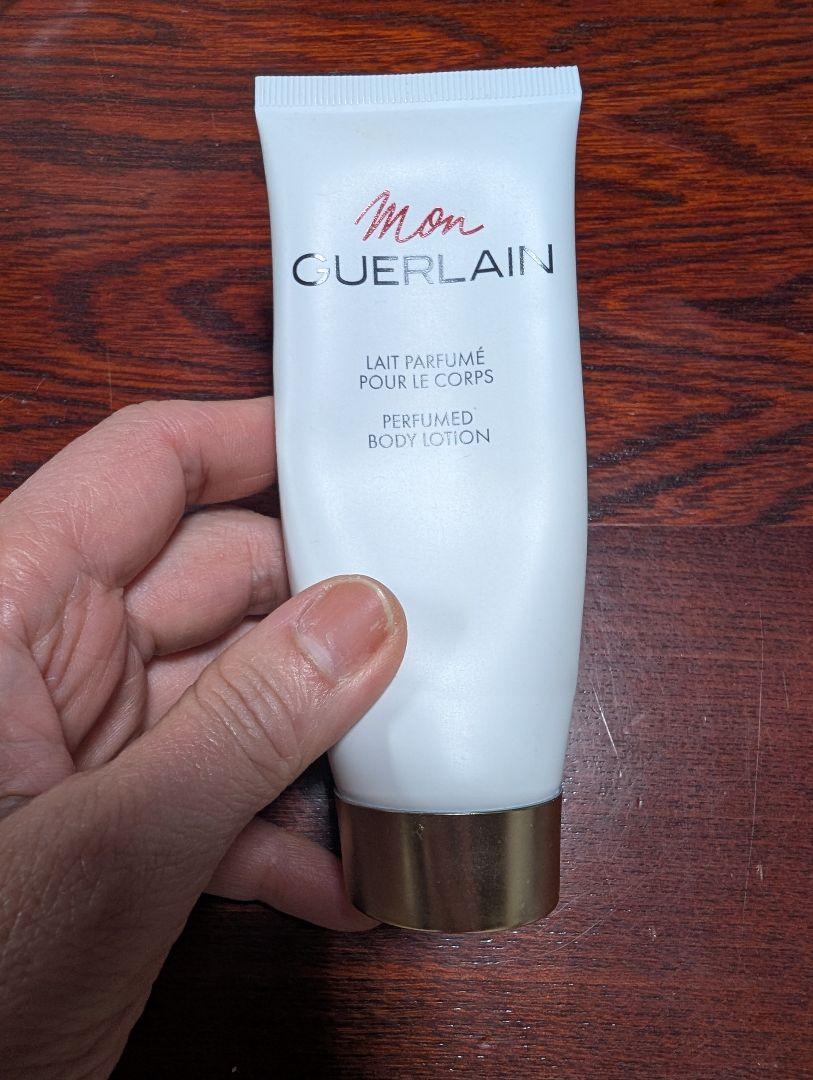 Mon
GUERLAIN
LAIT PARFUMÉ
POUR LE CORPS
PERFUMED
BODY LOTION